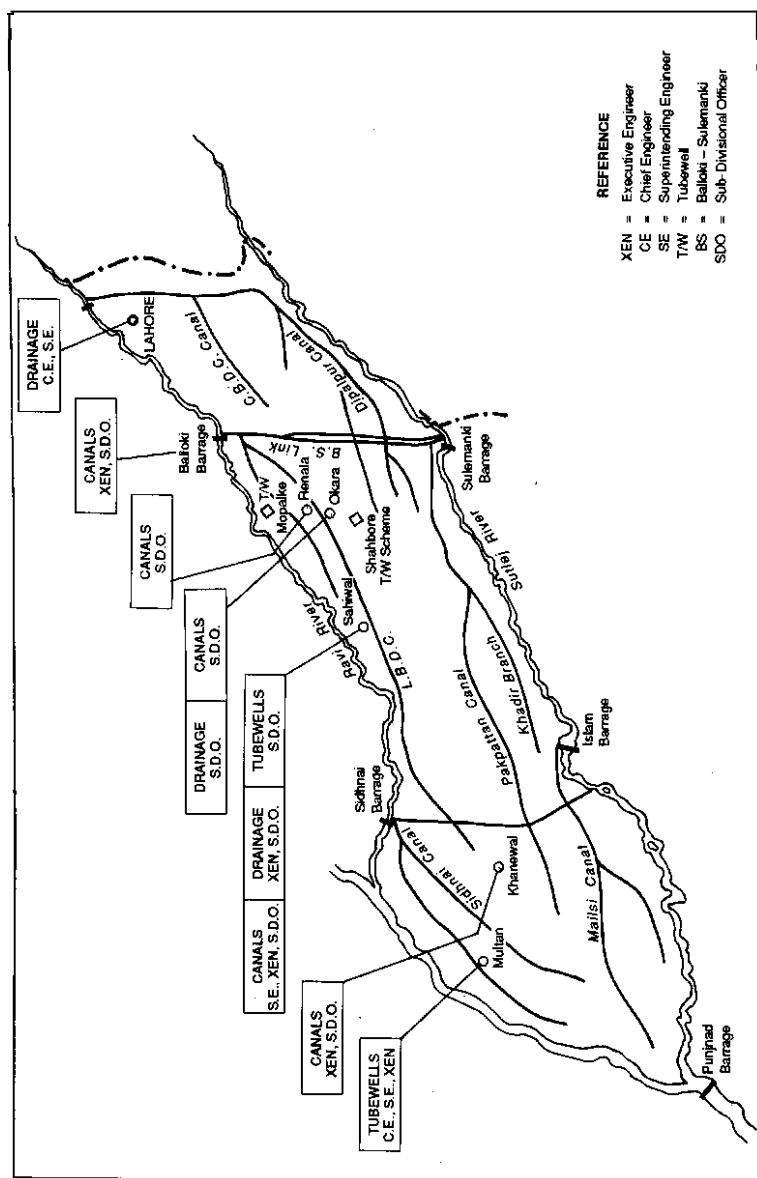 DRAINAGE
C.E., S.E.
CANALS
XEN, S.D.O.
CANALS
S.D.O.
DRAINAGE
S.D.O.
CANALS
S.D.O.
CANALS
S.E., XEN, S.D.O.
DRAINAGE
XEN, S.D.O.
TUBEWELLS
S.D.O.
CANALS
XEN, S.D.O.
TUBEWELLS
C.E., S.E., XEN
LAHORE
C.B.D.C. Canal
Dipalpur Canal
Balloki
Barrage
B.S. Link
T/W
Mopalke
Renala
Okara
Shahbore
T/W Scheme
Sulemanki
Barrage
Ravi River
Sahiwal
L.B.D.C.
Sutlej River
Pakpattan Canal
Khadir Branch
Sidhnai
Barrage
Islam
Barrage
Sidhnai Canal
Khanewal
Multan
Mailsi Canal
Punjnad
Barrage
REFERENCE
XEN = Executive Engineer
CE = Chief Engineer
SE = Superintending Engineer
T/W = Tubewell
BS = Balloki – Sulemanki
SDO = Sub-Divisional Officer